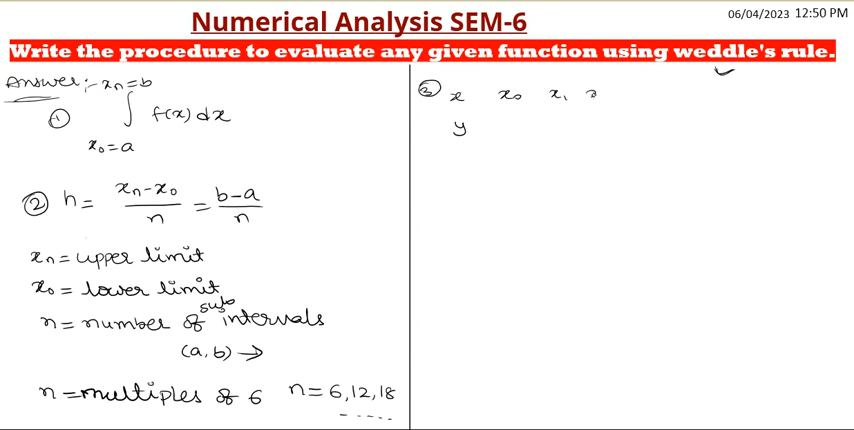 Numerical Analysis SEM-6
06/04/2023 12:50 PM
Write the procedure to evaluate any given function using weddle's rule.
Answer:- xn=b
① ∫ f(x) dx
x0=a
② h = (xn-x0)/n = (b-a)/n
xn = upper limit
x0 = lower limit
n = number of sub intervals
(a, b) →
n = multiples of 6 n = 6, 12, 18
-----
③ x x0 x1
y